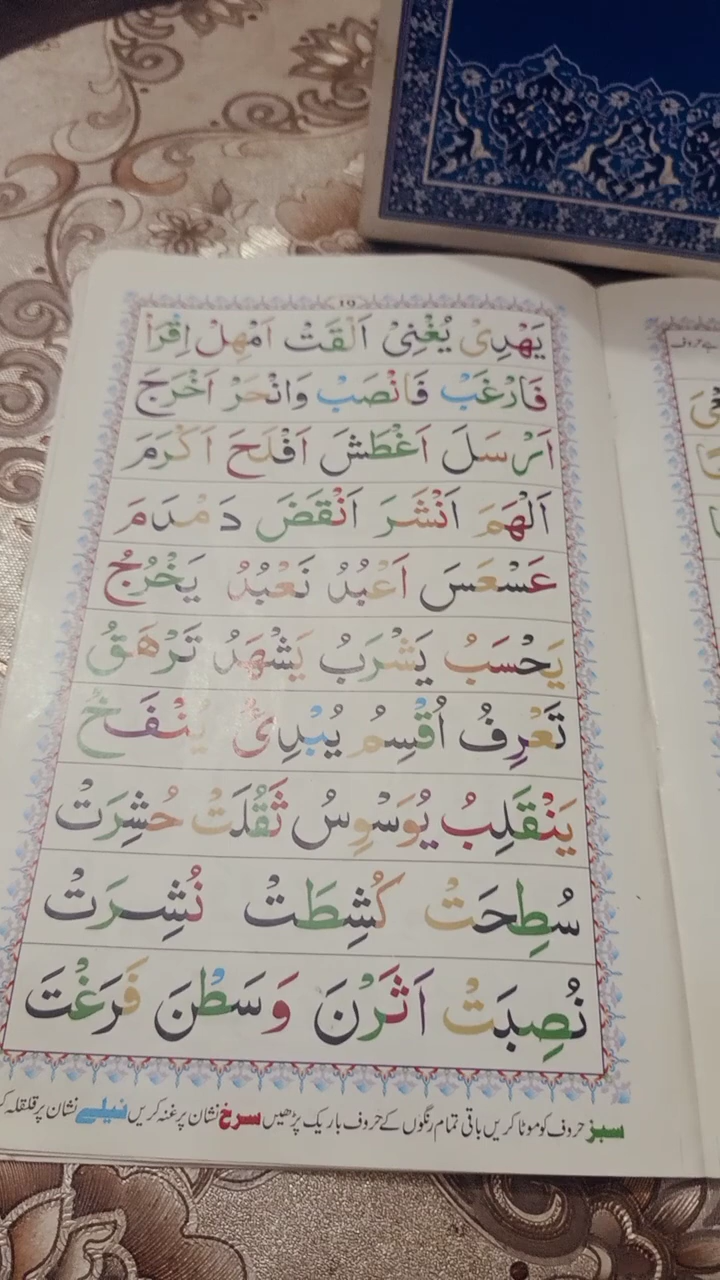 ١٩
يَهْدِىْ يُغْنِىْ اَلْقَتْ اَمْهِلْ اِقْرَاْ
فَارْغَبْ فَانْصَبْ وَانْحَرْ اَخْرَجَ
اَرْسَلَ اَغْطَشَ اَفْلَحَ اَكْرَمَ
اَلْهَمَ اَنْشَرَ اَنْقَضَ دَمْدَمَ
عَسْعَسَ اَعْبُدُ نَعْبُدُ يَخْرُجُ
يَحْسَبُ يَشْرَبُ يَشْهَدُ تَرْهَقُ
تَعْرِفُ اُقْسِمُ يُبْدِئُ يُنْفَخُ
يَنْقَلِبُ يُوَسْوِسُ ثَقُلَتْ حُشِرَتْ
سُطِحَتْ كُشِطَتْ نُشِرَتْ
نُصِبَتْ اَثَرْنَ وَسَطْنَ فَرَغْتَ
سبز حروف کو موٹا کریں باقی تمام رنگوں کے حروف باریک پڑھیں سرخ نشان پر غنہ کریں نیلے نشان پر قلقلہ